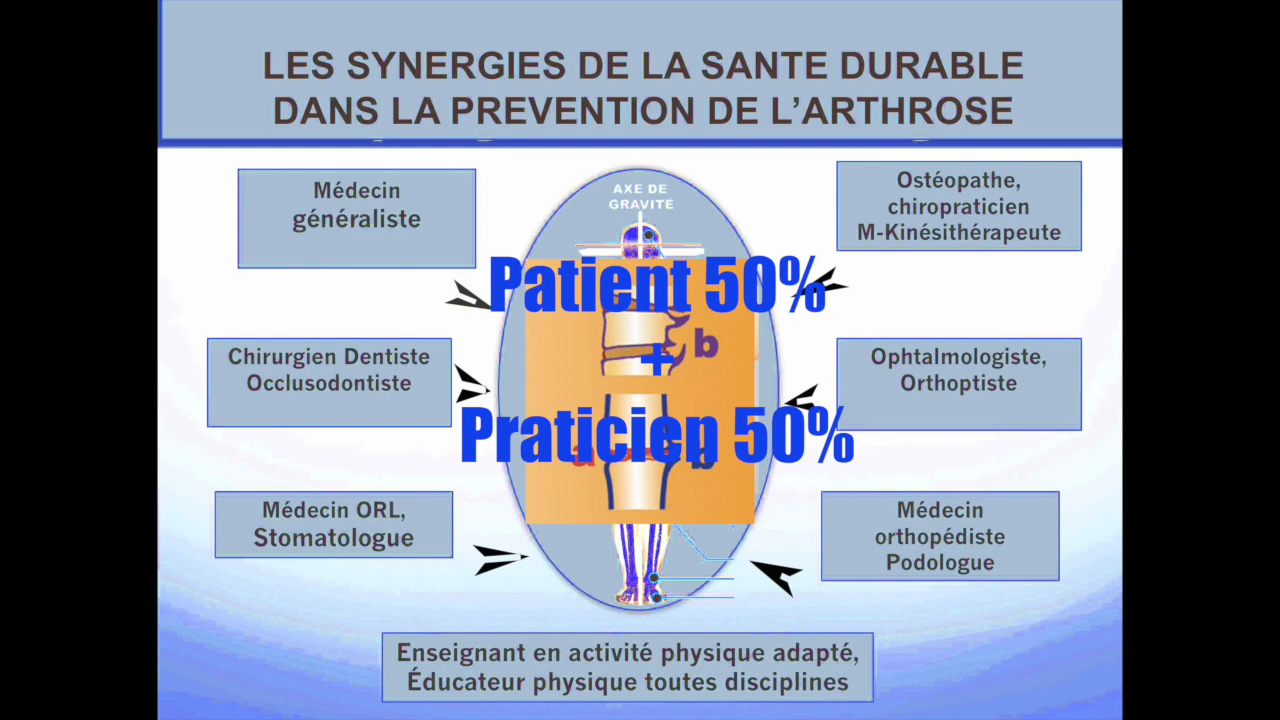 LES SYNERGIES DE LA SANTE DURABLE
DANS LA PREVENTION DE L’ARTHROSE
Médecin
généraliste
AXE DE
GRAVITÉ
Ostéopathe,
chiropraticien
M-Kinésithérapeute
Patient 50%
b
+
Chirurgien Dentiste
Occlusodontiste
Ophtalmologiste,
Orthoptiste
Praticien 50%
a
b
Médecin ORL,
Stomatologue
Médecin
orthopédiste
Podologue
Enseignant en activité physique adapté,
Éducateur physique toutes disciplines